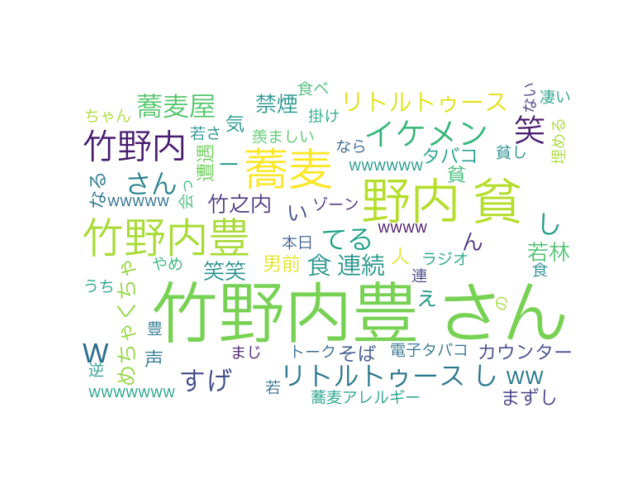 食べ
ない
凄い
ちゃん
蕎麦屋
禁煙
掛け
リトルトゥース
竹野内
若さ
気
羨ましい
なら
イケメン
タバコ
笑
貧し
埋める
遭遇
一
蕎麦
wwwwww
貧
なる
wwwww
さん
会っ
竹之内
い
ゾーン
野内 貧
し
竹野内豊
本日
てる
wwww
ん
若林
やめ
笑笑
男前
食 連続
人
ラジオ
連
食
めちゃくちゃ
うち
竹野内豊 さん
え
の
豊
w
声
まじ
トーク
そば
電子タバコ
カウンター
逆
wwwwwww
すげ
若
リトルトゥース し
ww
蕎麦アレルギー
まずし